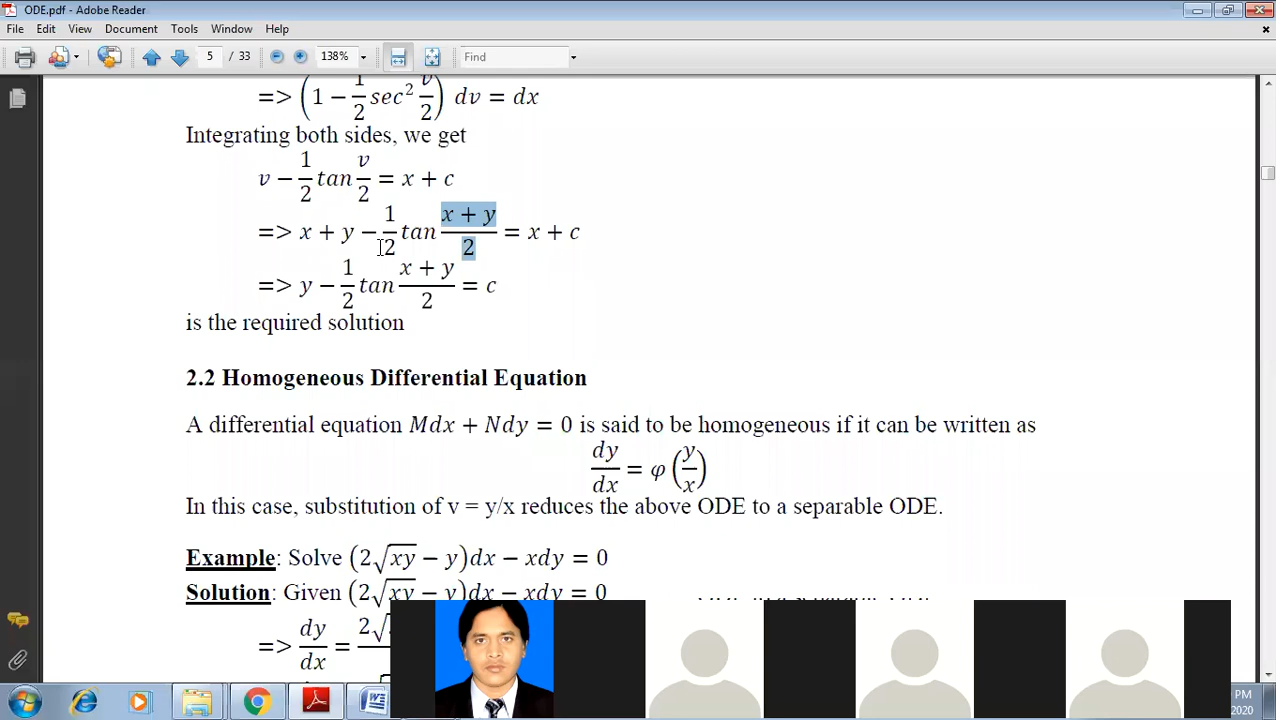 ODE.pdf - Adobe Reader
File Edit View Document Tools Window Help
5 / 33 138% Find
=> (1 − 1/2 sec² v/2) dv = dx
Integrating both sides, we get
v − 1/2 tan v/2 = x + c
=> x + y − 1/2 tan (x + y)/2 = x + c
=> y − 1/2 tan (x + y)/2 = c
is the required solution
2.2 Homogeneous Differential Equation
A differential equation Mdx + Ndy = 0 is said to be homogeneous if it can be written as
dy/dx = φ (y/x)
In this case, substitution of v = y/x reduces the above ODE to a separable ODE.
Example: Solve (2√xy − y)dx − xdy = 0
Solution: Given (2√xy − y)dx − xdy = 0
=> dy/dx = 2√
PM
2020